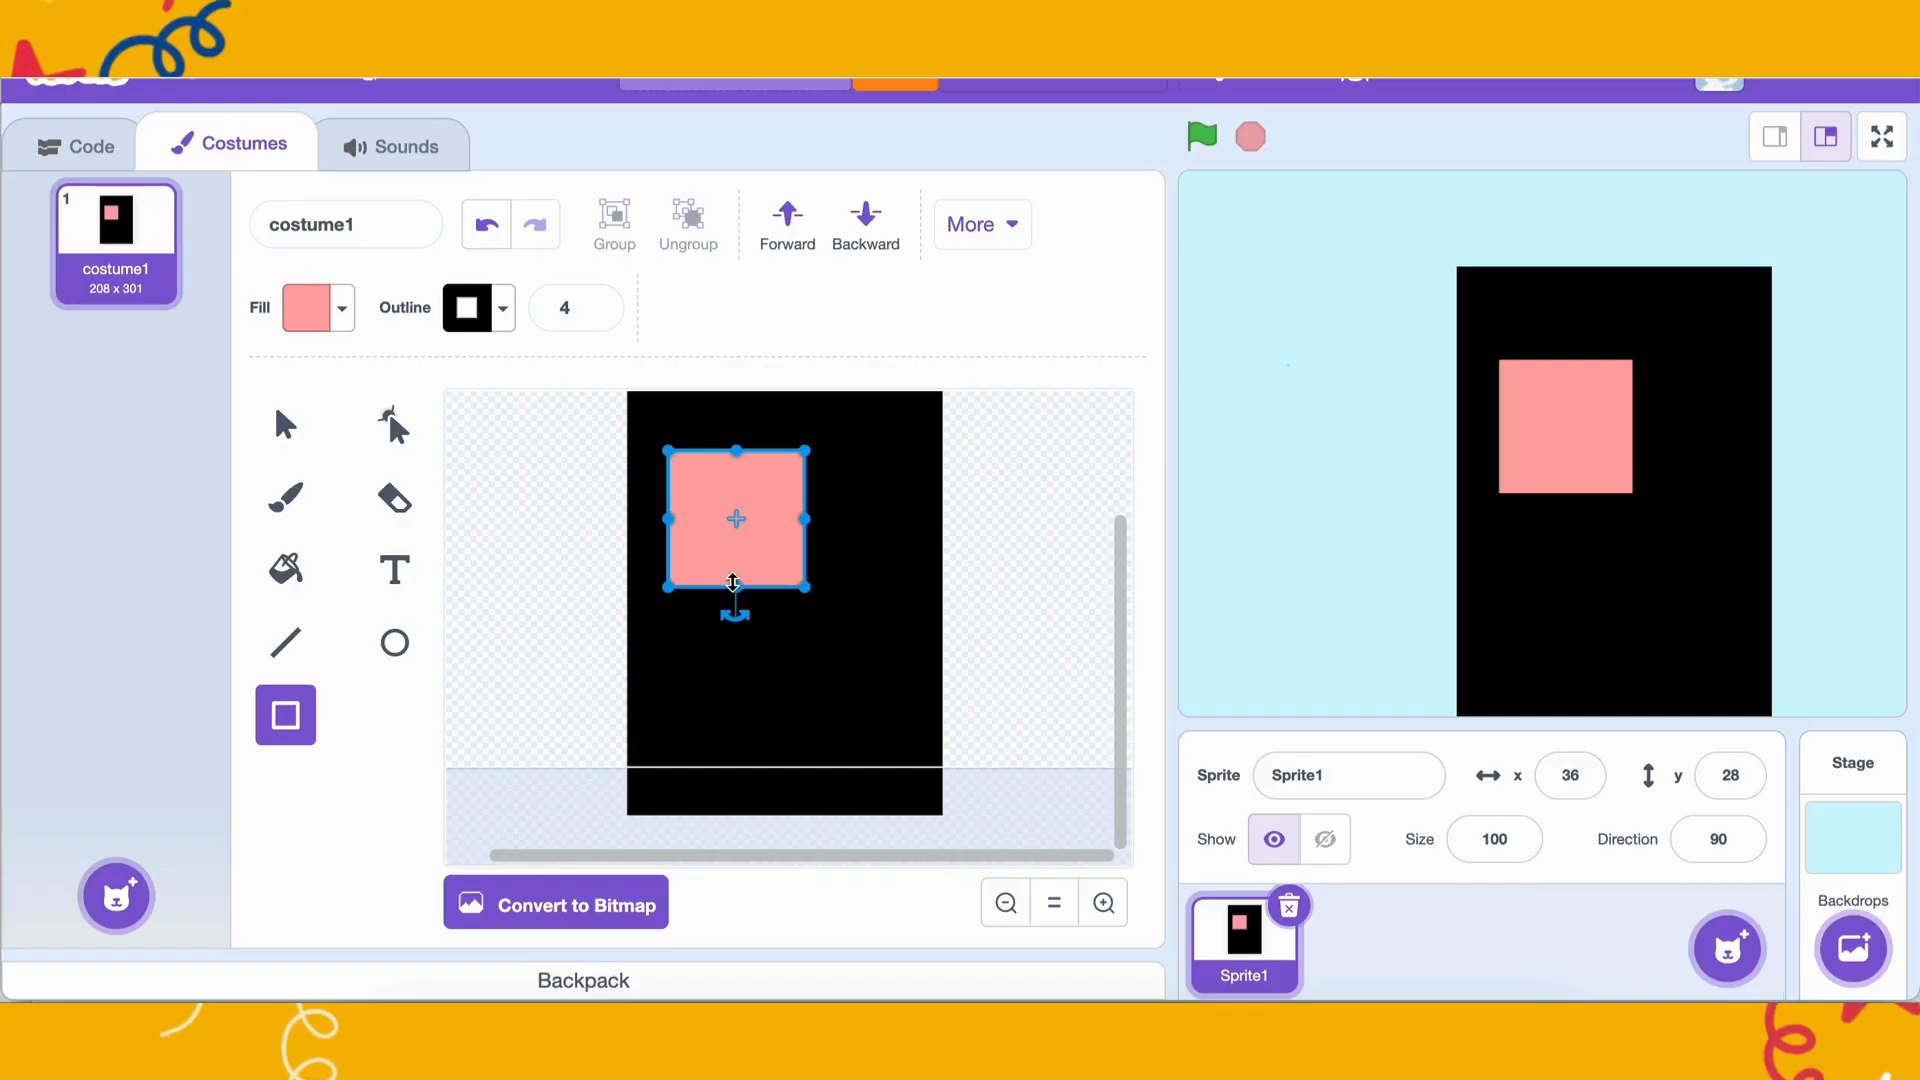 Code
Costumes
Sounds
1
costume1
208 x 301
costume1
Group
Ungroup
Forward
Backward
More
Fill
Outline
4
Convert to Bitmap
Backpack
Sprite
Sprite1
x
36
y
28
Show
Size
100
Direction
90
Sprite1
Stage
Backdrops